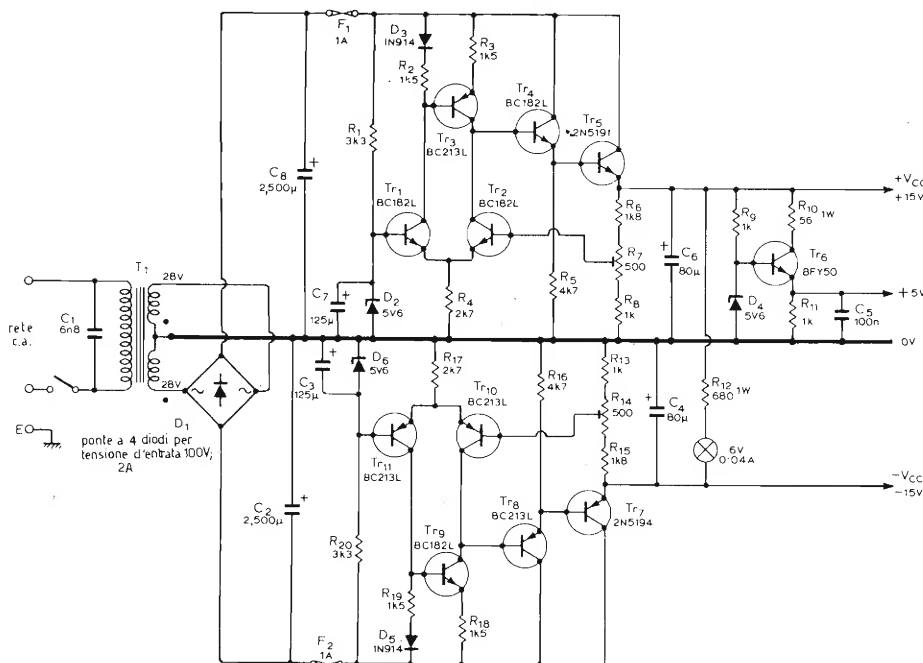 F1
1A
D3
1N914
R2
1k5
R3
1k5
Tr4
BC182L
Tr5
2N5191
Tr3
BC213L
R1
3k3
C8
2,500μ
+
Tr1
BC182L
Tr2
BC182L
R6
1k8
R7
500
R8
1k
+
C6
80μ
R9
1k
R10
56
1W
+VCC
+15V
Tr6
BFY50
+5V
D4
5V6
R11
1k
C5
100n
T1
28V
28V
C1
6n8
rete
c.a.
C7
125μ
+
D2
5V6
R4
2k7
R5
4k7
0V
E
D1
ponte a 4 diodi per
tensione d'entrata 100V;
2A
C3
125μ
+
D6
5V6
R17
2k7
Tr10
BC213L
R16
4k7
R13
1k
R14
500
R15
1k8
+
C4
80μ
R12
680
1W
6V
0·04A
Tr11
BC213L
-VCC
-15V
C2
2,500μ
+
R20
3k3
Tr9
BC182L
Tr8
BC213L
Tr7
2N5194
R19
1k5
D5
1N914
R18
1k5
F2
1A